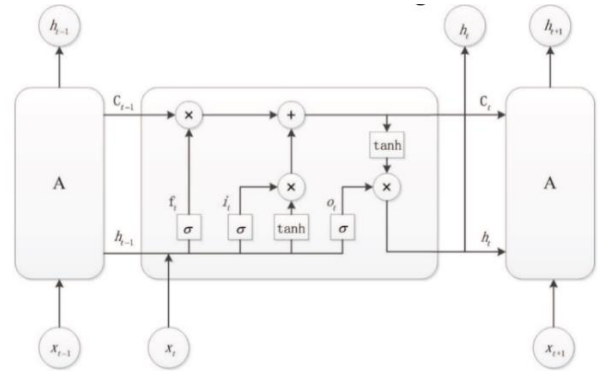 h_{t-1} h_t h_{t+1}
C_{t-1} × + C_t
tanh
A × × A
f_t i_t o_t
σ σ tanh σ
h_{t-1} h_t
x_{t-1} x_t x_{t+1}